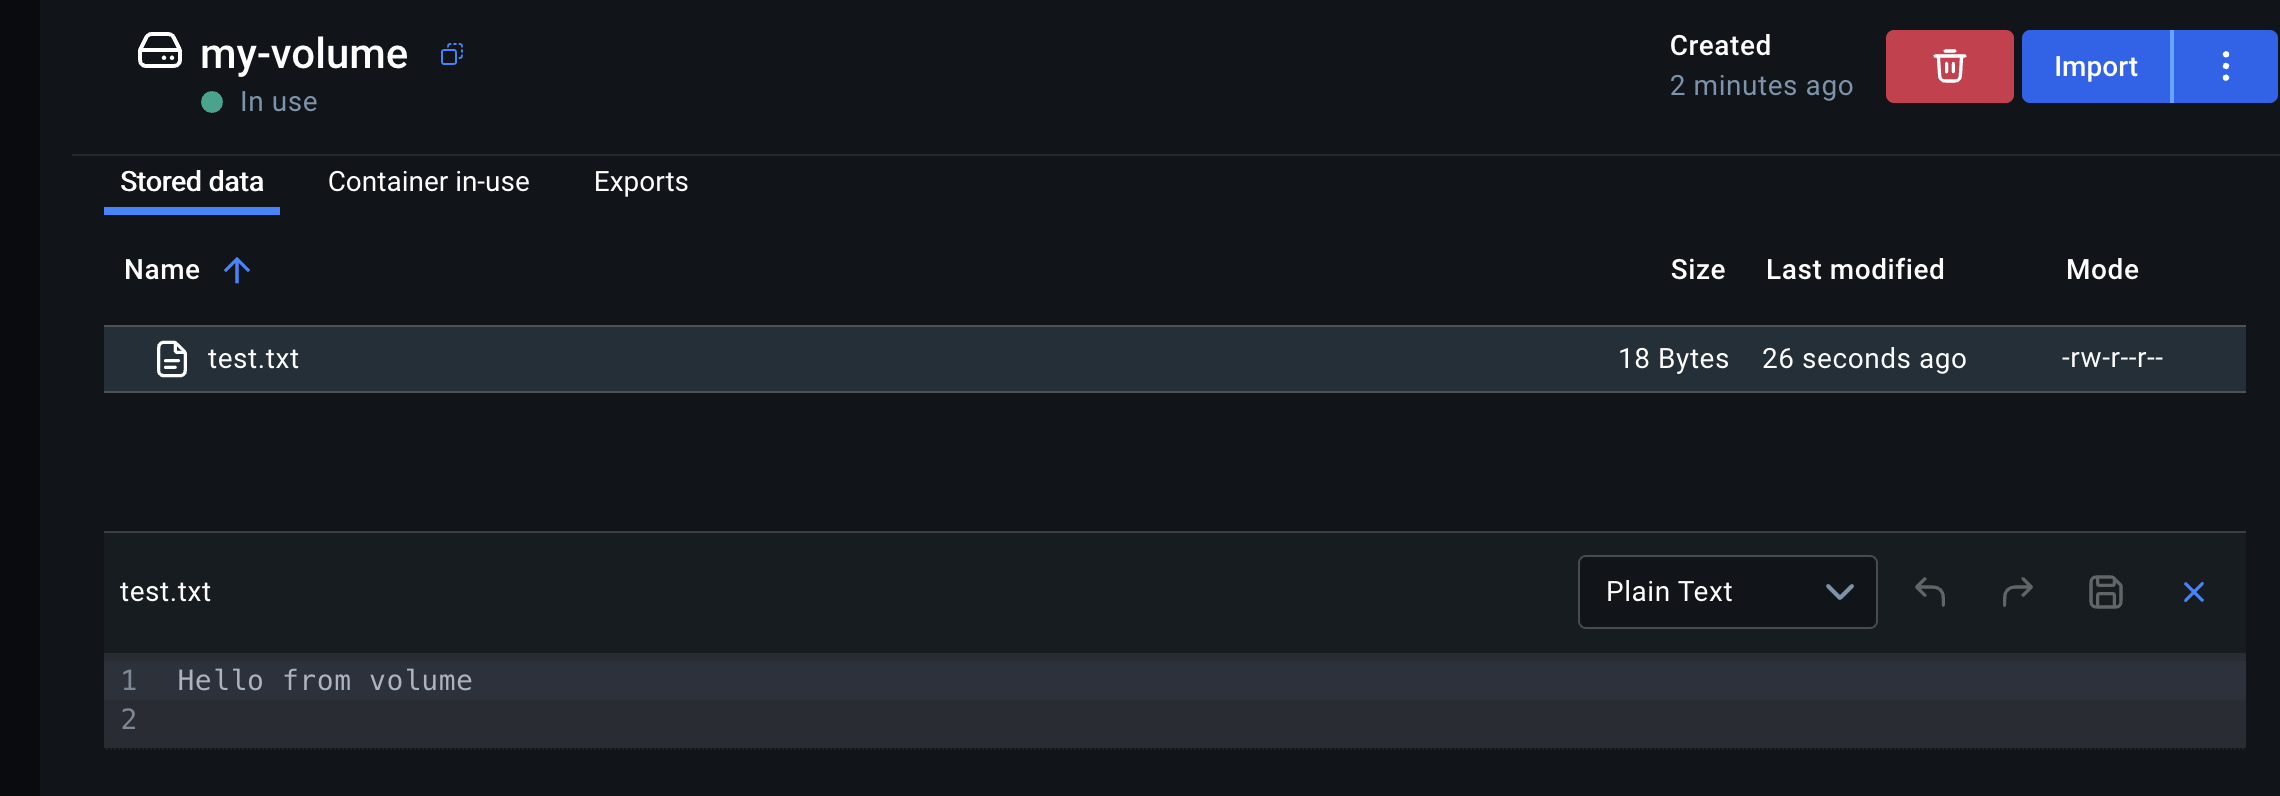 my-volume
In use
Created
2 minutes ago
Import
Stored data
Container in-use
Exports
Name
Size
Last modified
Mode
test.txt
18 Bytes
26 seconds ago
-rw-r--r--
test.txt
Plain Text
1 Hello from volume
2